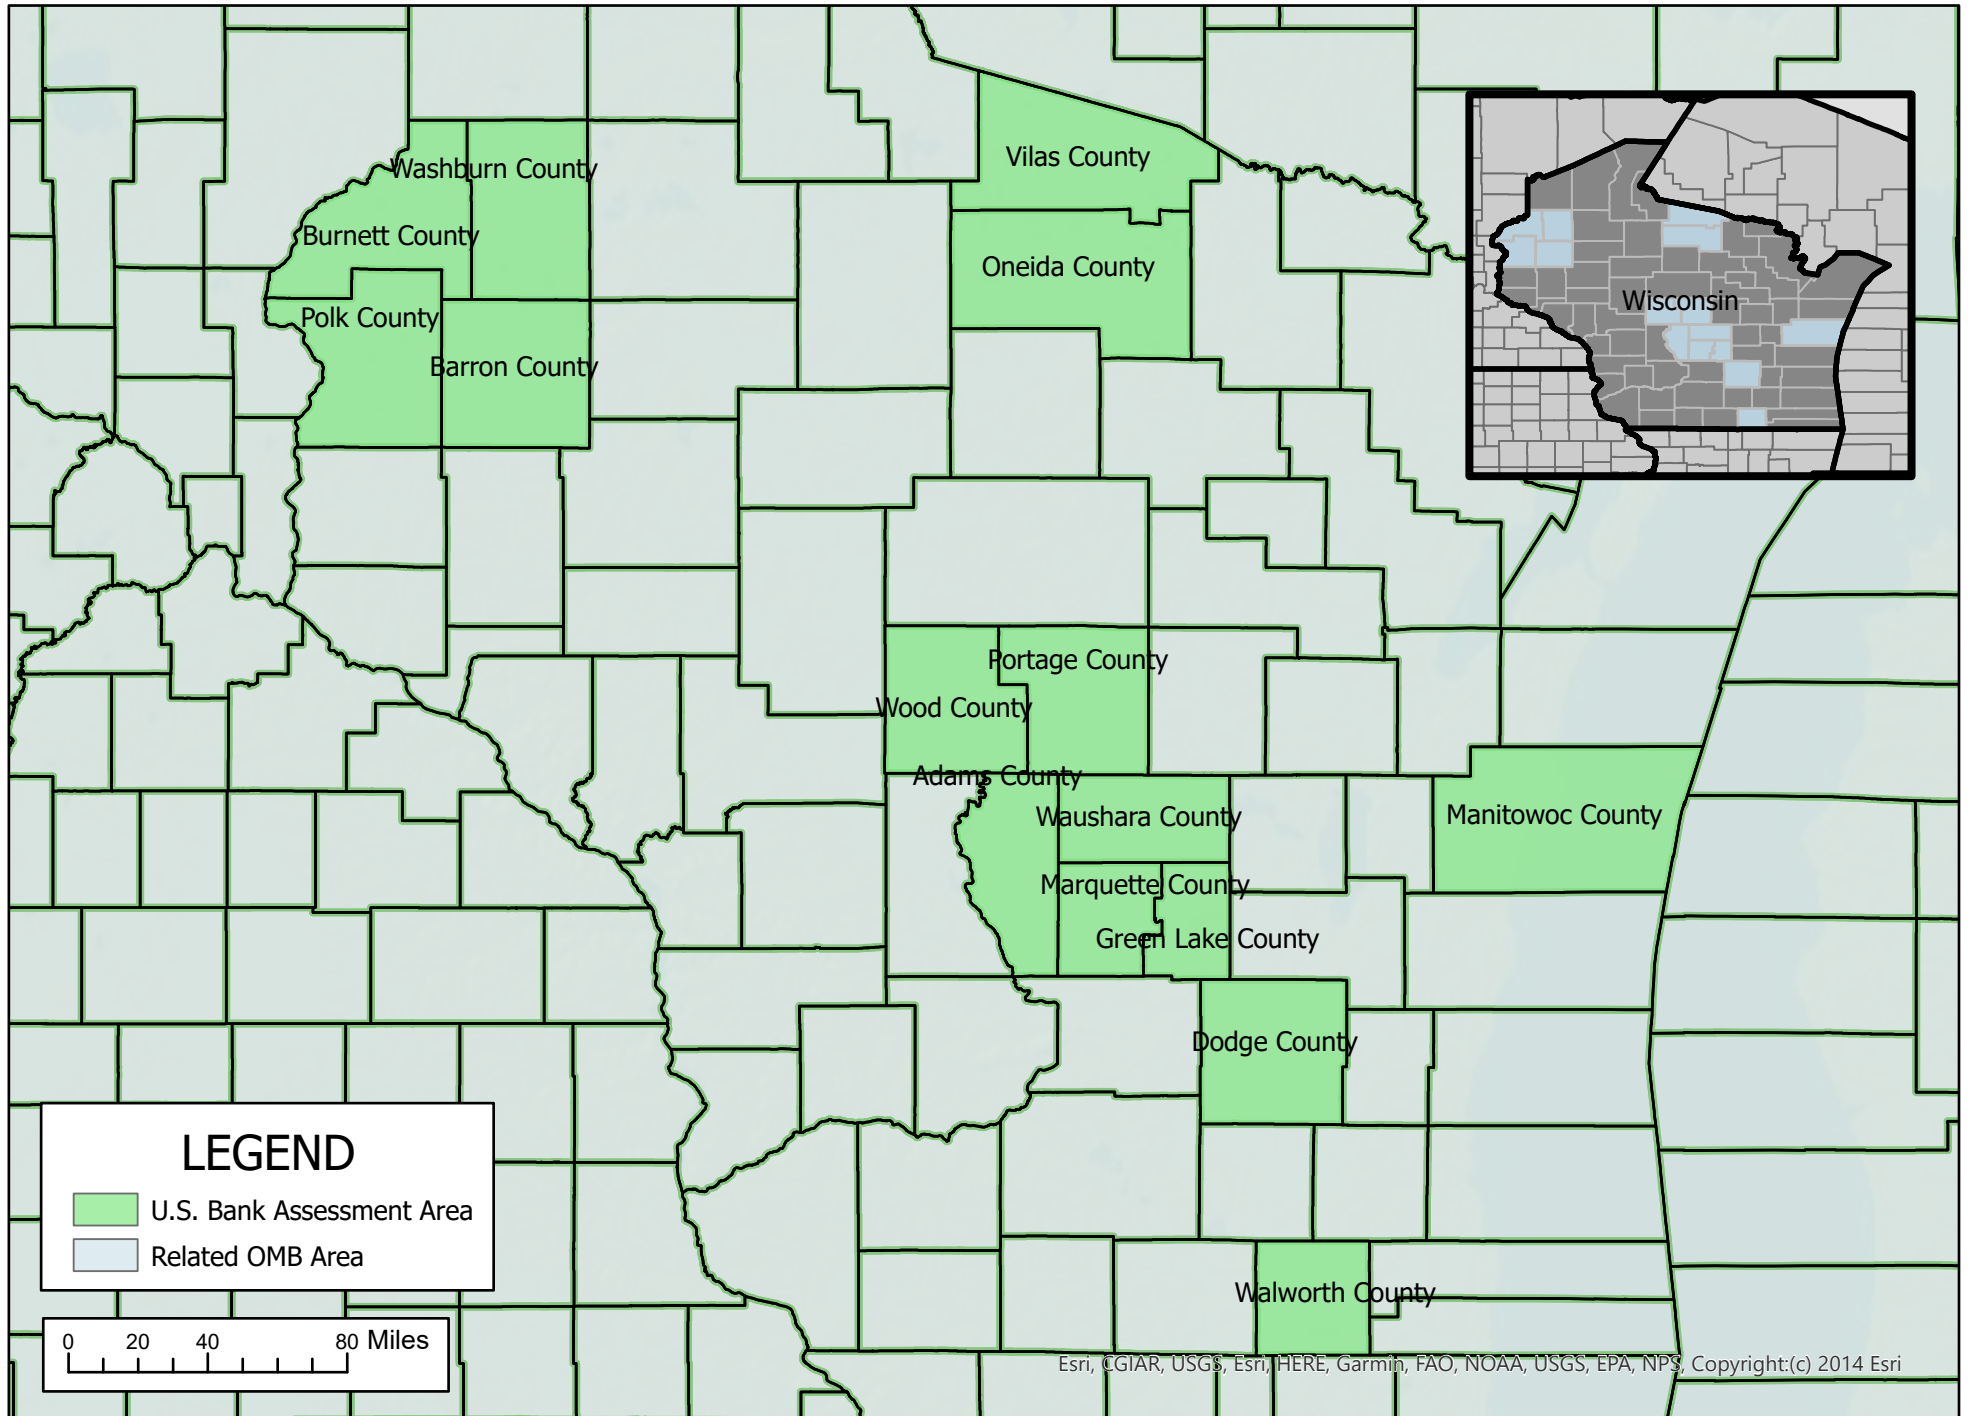 Vilas County
Washburn County
Burnett County
Oneida County
Wisconsin
Polk County
Barron County
Portage County
Wood County
Adams County
Waushara County
Manitowoc County
Marquette County
Green Lake County
Dodge County
LEGEND
U.S. Bank Assessment Area
Related OMB Area
Walworth County
0 20 40 80 Miles
Esri, CGIAR, USGS, Esri, HERE, Garmin, FAO, NOAA, USGS, EPA, NPS, Copyright:(c) 2014 Esri